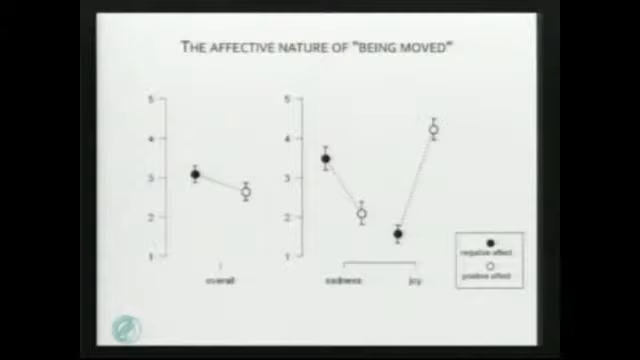 THE AFFECTIVE NATURE OF "BEING MOVED"
5
4
3
2
1
overall
5
4
3
2
1
sadness
joy
negative affect
positive affect